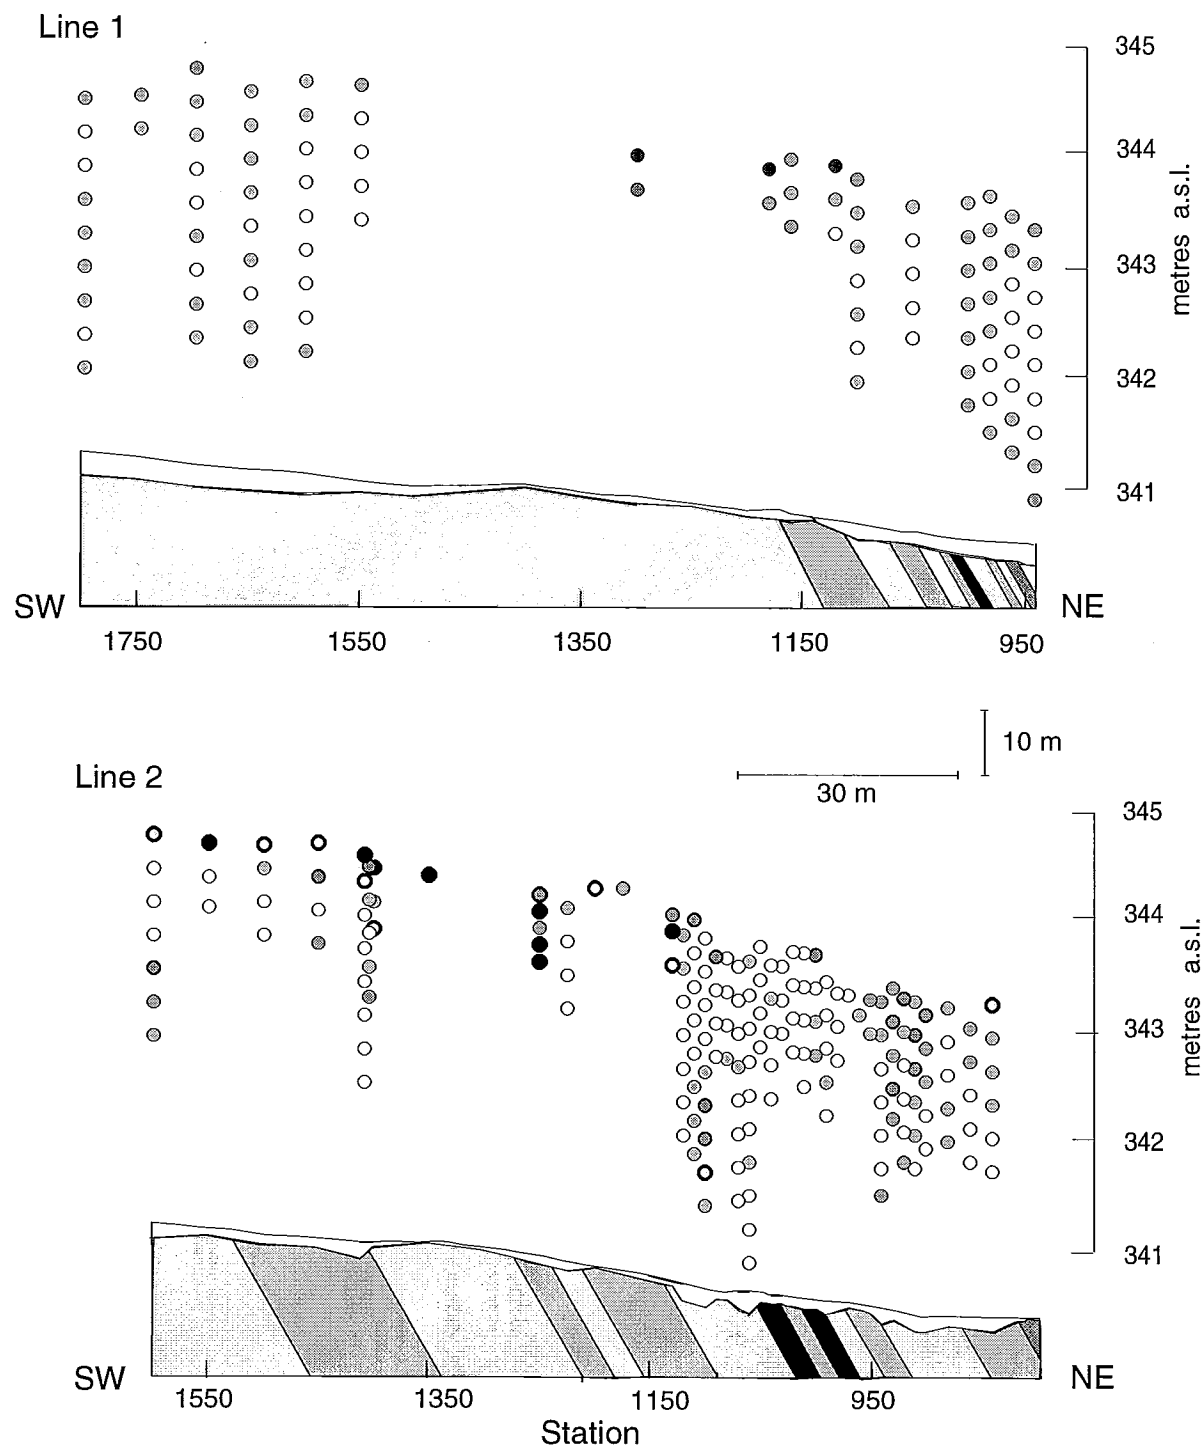 Line 1
345
344
343
342
341
metres a.s.l.
SW
NE
1750 1550 1350 1150 950
10 m
30 m
Line 2
345
344
343
342
341
metres a.s.l.
SW
NE
1550 1350 1150 950
Station